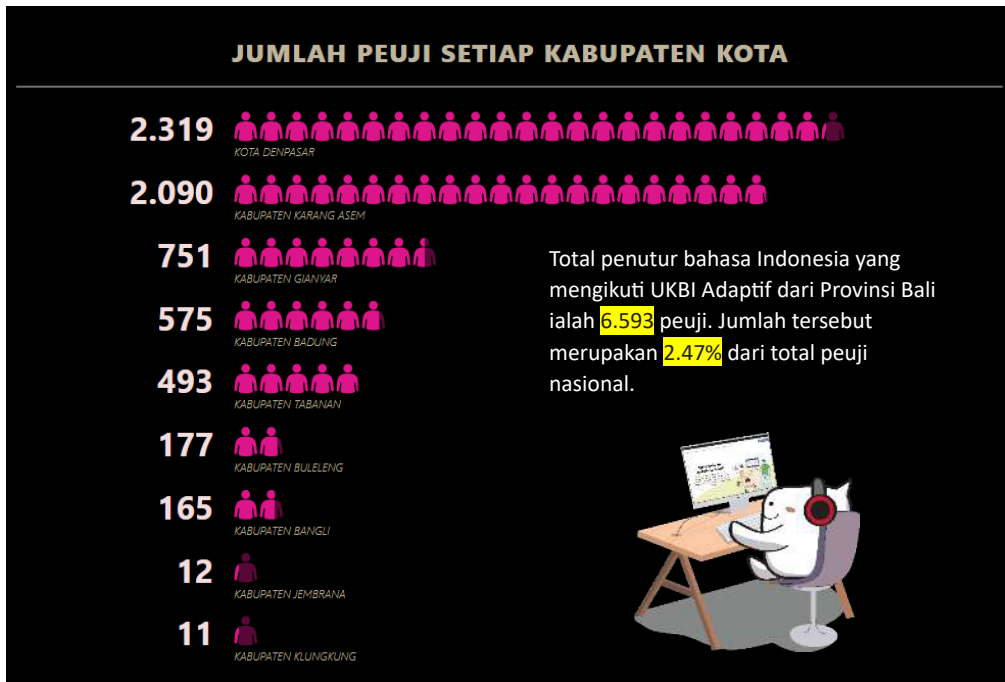 JUMLAH PEUJI SETIAP KABUPATEN KOTA
2.319
KOTA DENPASAR
2.090
KABUPATEN KARANG ASEM
751
KABUPATEN GIANYAR
575
KABUPATEN BADUNG
493
KABUPATEN TABANAN
177
KABUPATEN BULELENG
165
KABUPATEN BANGLI
12
KABUPATEN JEMBRANA
11
KABUPATEN KLUNGKUNG
Total penutur bahasa Indonesia yang
mengikuti UKBI Adaptif dari Provinsi Bali
ialah 6.593 peuji. Jumlah tersebut
merupakan 2.47% dari total peuji
nasional.